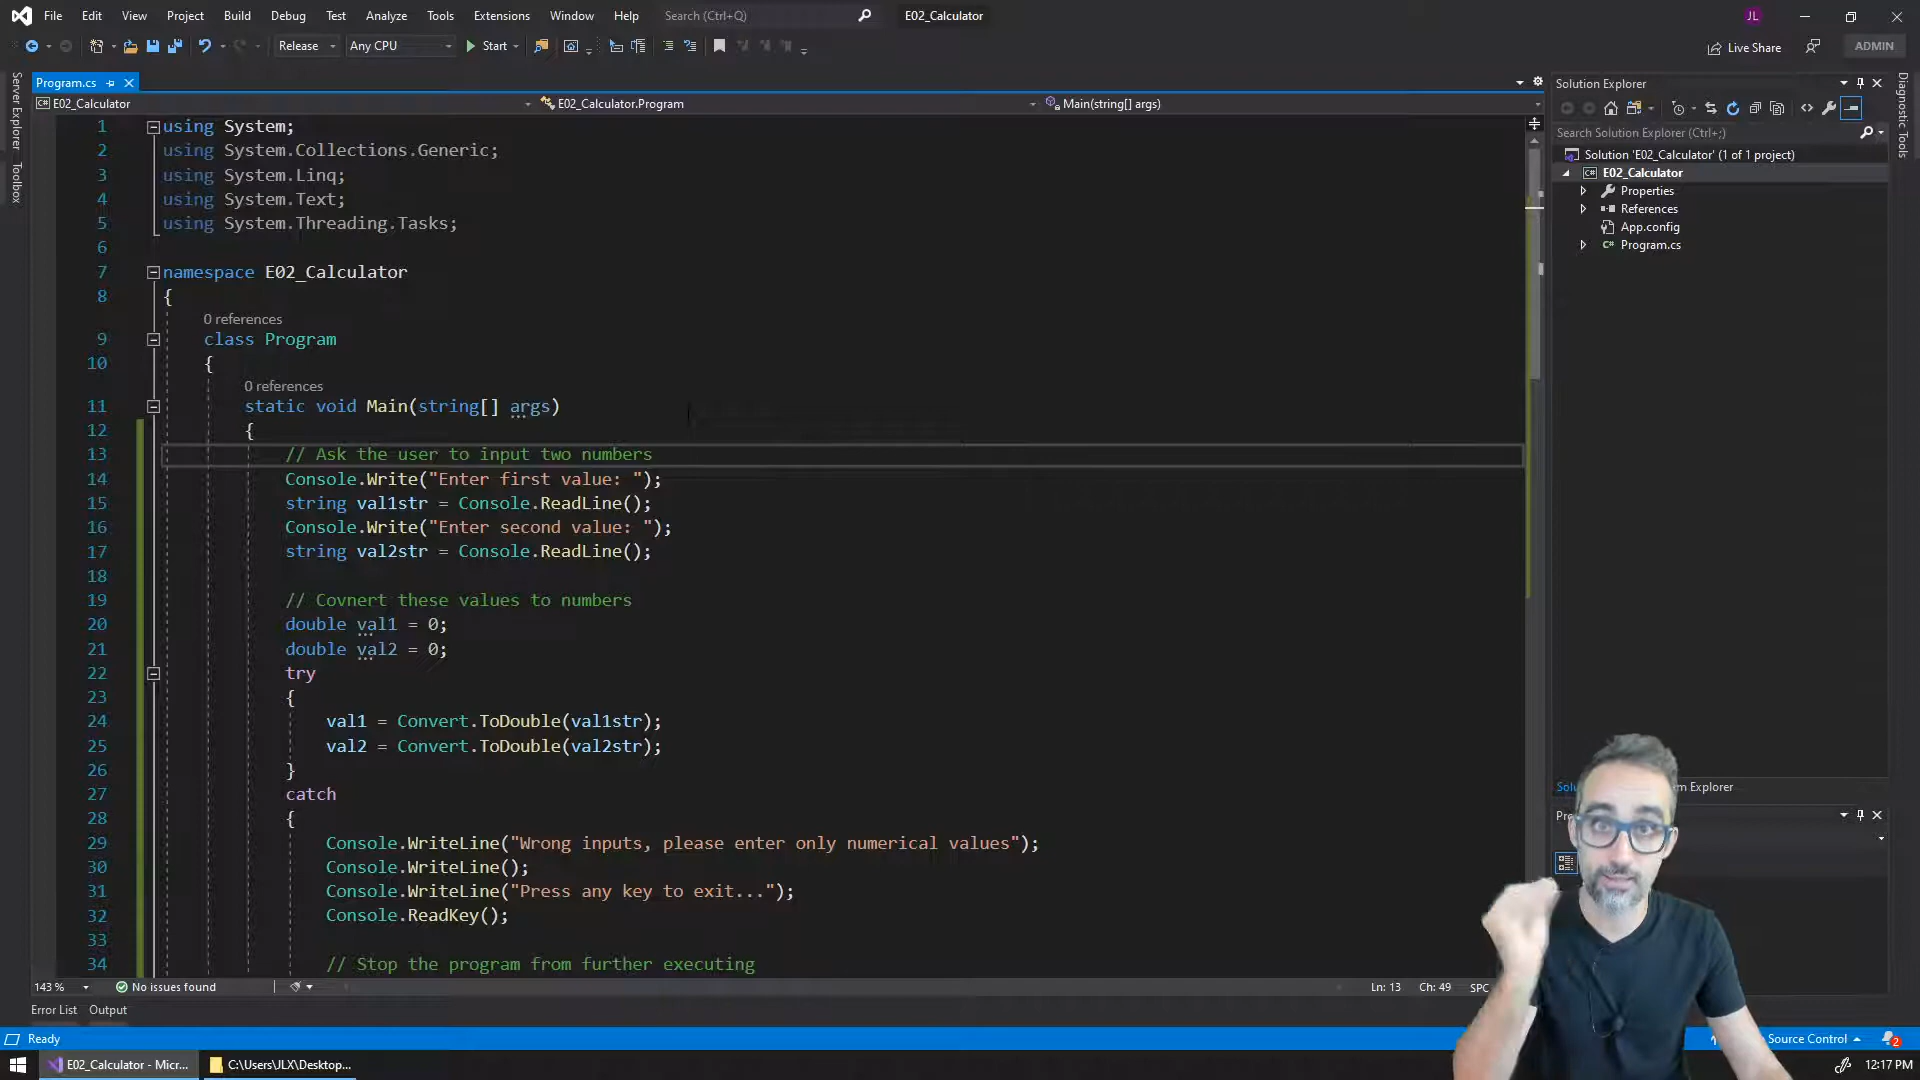 File Edit View Project Build Debug Test Analyze Tools Extensions Window Help Search (Ctrl+Q) E02_Calculator JL
Release Any CPU Start Live Share ADMIN
Server Explorer
Toolbox
Program.cs
E02_Calculator E02_Calculator.Program Main(string[] args)
1 using System;
2 using System.Collections.Generic;
3 using System.Linq;
4 using System.Text;
5 using System.Threading.Tasks;
6
7 namespace E02_Calculator
8 {
0 references
9 class Program
10 {
0 references
11 static void Main(string[] args)
12 {
13 // Ask the user to input two numbers
14 Console.Write("Enter first value: ");
15 string val1str = Console.ReadLine();
16 Console.Write("Enter second value: ");
17 string val2str = Console.ReadLine();
18
19 // Covnert these values to numbers
20 double val1 = 0;
21 double val2 = 0;
22 try
23 {
24 val1 = Convert.ToDouble(val1str);
25 val2 = Convert.ToDouble(val2str);
26 }
27 catch
28 {
29 Console.WriteLine("Wrong inputs, please enter only numerical values");
30 Console.WriteLine();
31 Console.WriteLine("Press any key to exit...");
32 Console.ReadKey();
33
34 // Stop the program from further executing
143 % No issues found Ln: 13 Ch: 49 SPC
Error List Output
Ready
Solution Explorer
Search Solution Explorer (Ctrl+;)
Solution 'E02_Calculator' (1 of 1 project)
E02_Calculator
Properties
References
App.config
Program.cs
Diagnostic Tools
Explorer
Source Control 2
E02_Calculator - Micr... C:\Users\JLX\Desktop... 12:17 PM